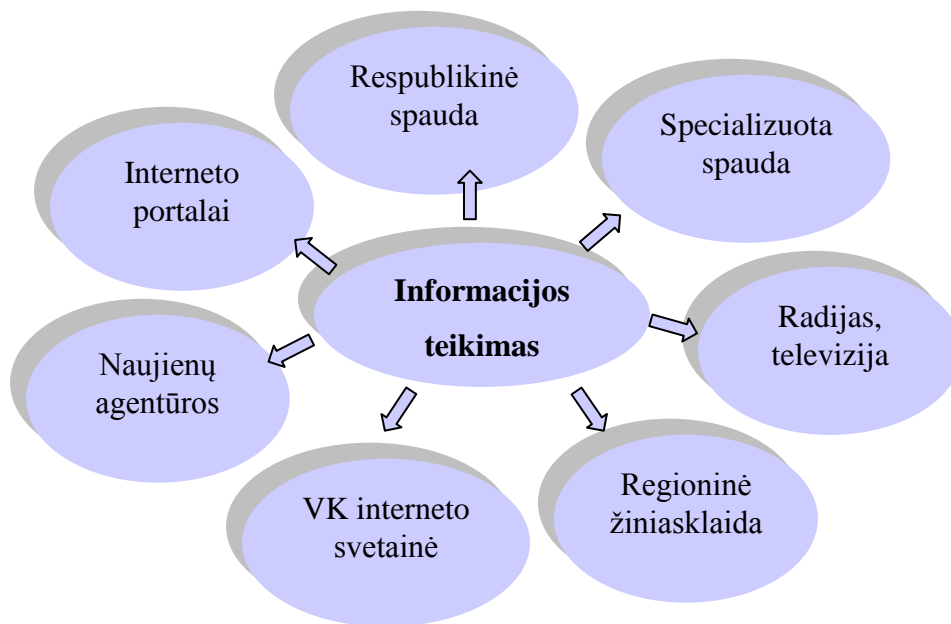 Respublikinė
spauda
Specializuota
spauda
Interneto
portalai
Informacijos
teikimas
Radijas,
televizija
Naujienų
agentūros
Regioninė
žiniasklaida
VK interneto
svetainė